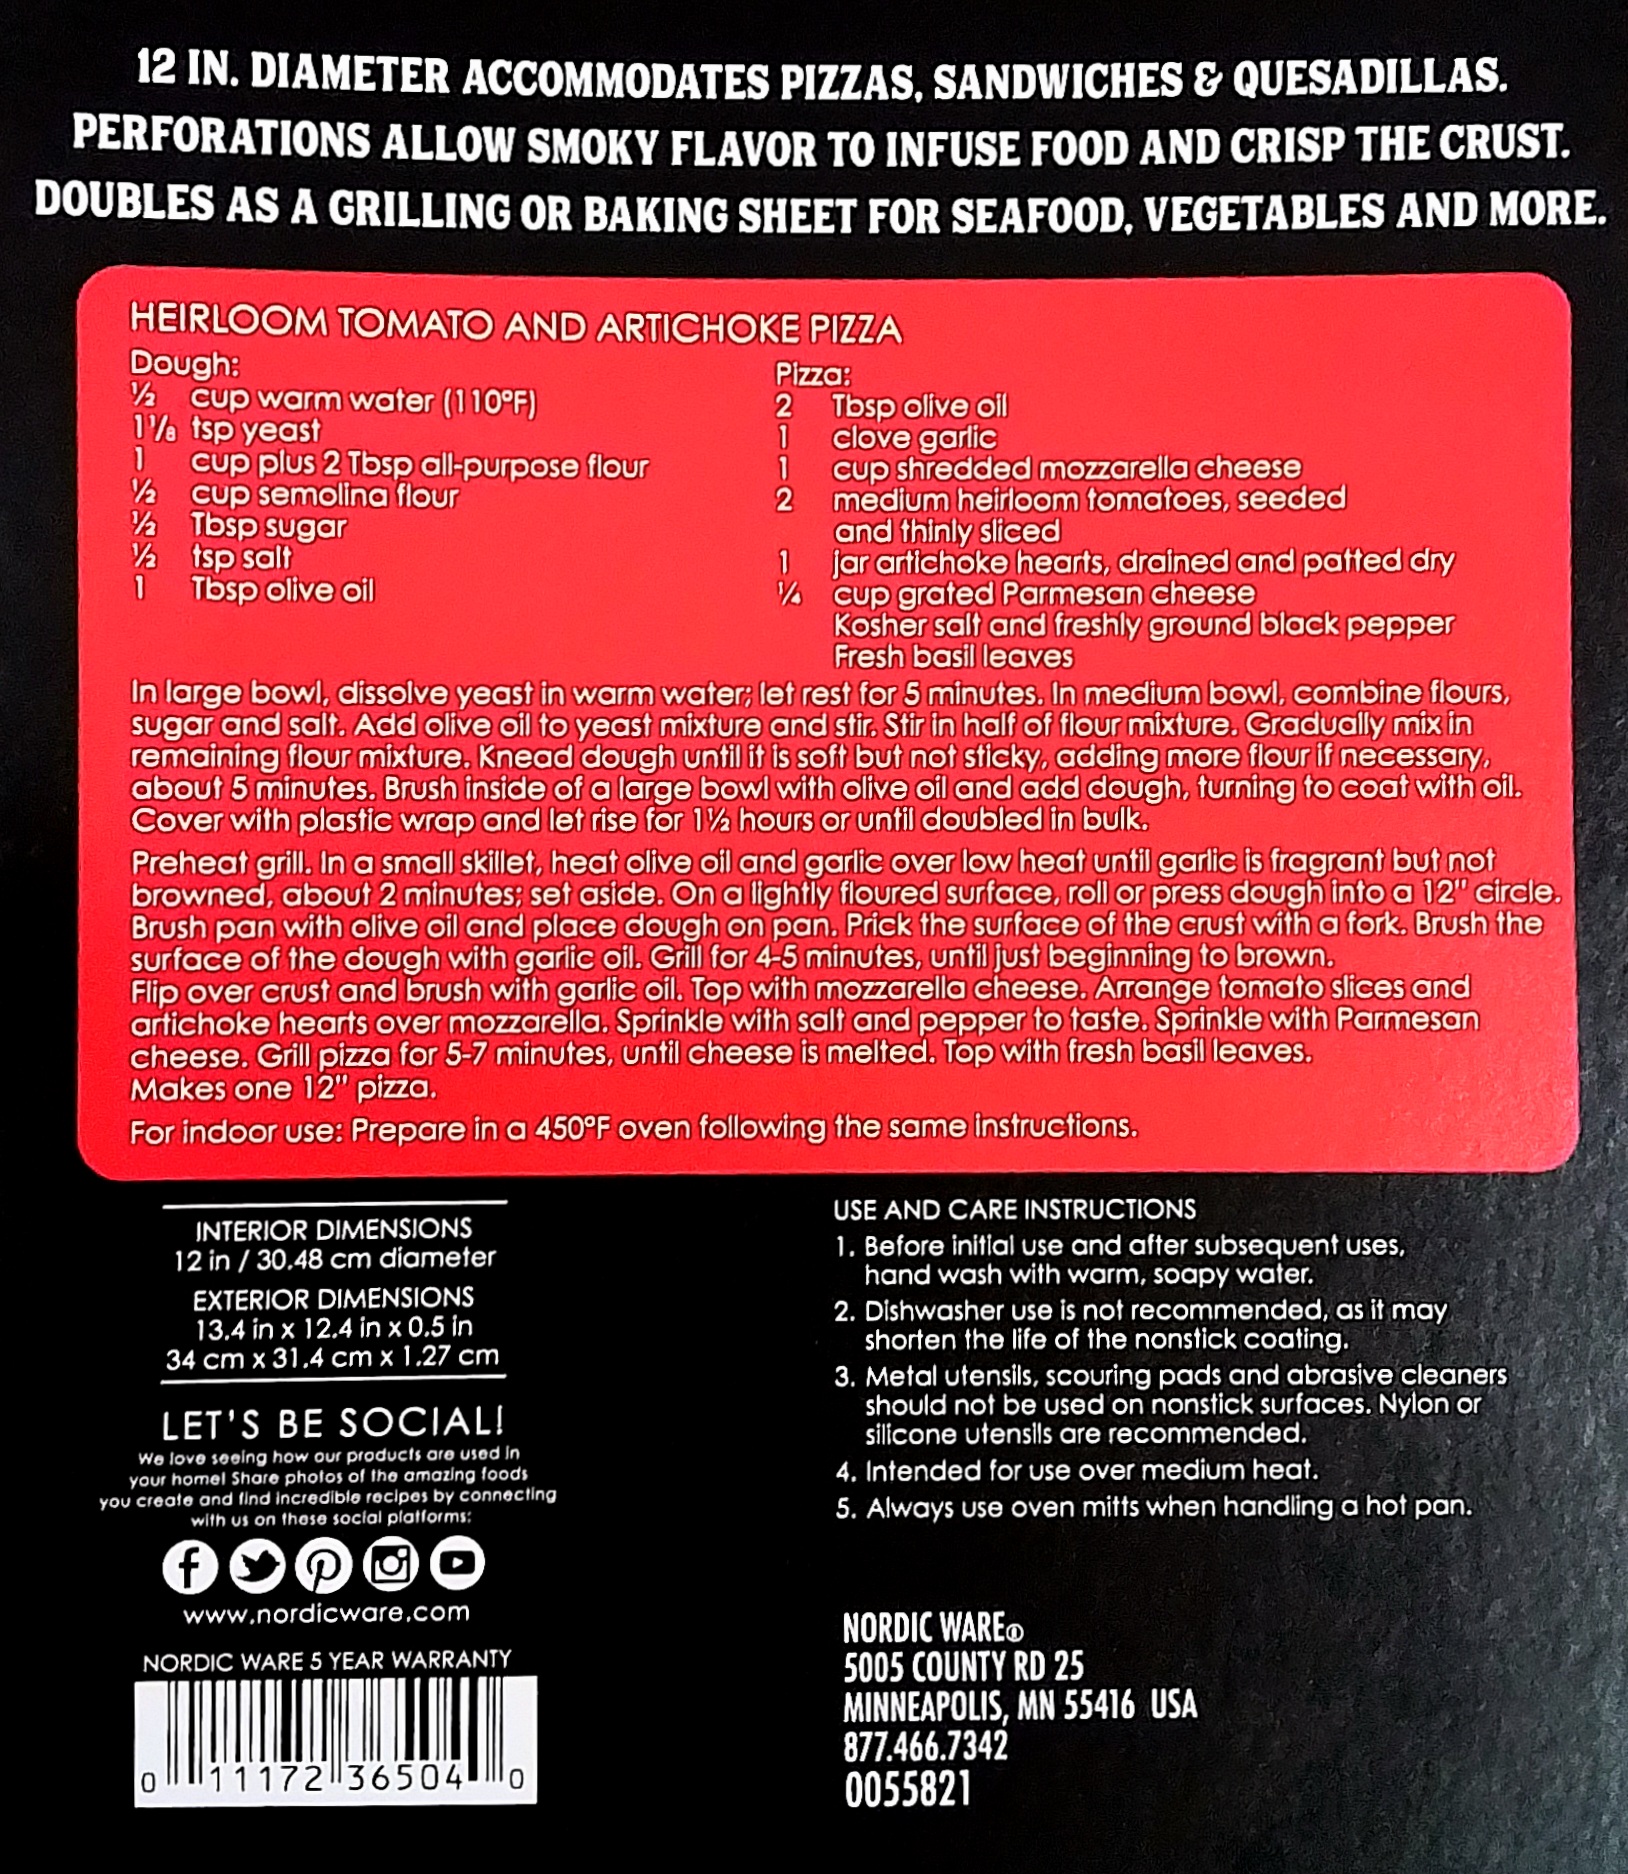 12 IN. DIAMETER ACCOMMODATES PIZZAS, SANDWICHES & QUESADILLAS.
PERFORATIONS ALLOW SMOKY FLAVOR TO INFUSE FOOD AND CRISP THE CRUST.
DOUBLES AS A GRILLING OR BAKING SHEET FOR SEAFOOD, VEGETABLES AND MORE.
HEIRLOOM TOMATO AND ARTICHOKE PIZZA
Dough:
½ cup warm water (110°F)
1⅛ tsp yeast
1 cup plus 2 Tbsp all-purpose flour
½ cup semolina flour
½ Tbsp sugar
½ tsp salt
1 Tbsp olive oil
Pizza:
2 Tbsp olive oil
1 clove garlic
1 cup shredded mozzarella cheese
2 medium heirloom tomatoes, seeded
and thinly sliced
1 jar artichoke hearts, drained and patted dry
¼ cup grated Parmesan cheese
Kosher salt and freshly ground black pepper
Fresh basil leaves
In large bowl, dissolve yeast in warm water; let rest for 5 minutes. In medium bowl, combine flours,
sugar and salt. Add olive oil to yeast mixture and stir. Stir in half of flour mixture. Gradually mix in
remaining flour mixture. Knead dough until it is soft but not sticky, adding more flour if necessary,
about 5 minutes. Brush inside of a large bowl with olive oil and add dough, turning to coat with oil.
Cover with plastic wrap and let rise for 1½ hours or until doubled in bulk.
Preheat grill. In a small skillet, heat olive oil and garlic over low heat until garlic is fragrant but not
browned, about 2 minutes; set aside. On a lightly floured surface, roll or press dough into a 12" circle.
Brush pan with olive oil and place dough on pan. Prick the surface of the crust with a fork. Brush the
surface of the dough with garlic oil. Grill for 4-5 minutes, until just beginning to brown.
Flip over crust and brush with garlic oil. Top with mozzarella cheese. Arrange tomato slices and
artichoke hearts over mozzarella. Sprinkle with salt and pepper to taste. Sprinkle with Parmesan
cheese. Grill pizza for 5-7 minutes, until cheese is melted. Top with fresh basil leaves.
Makes one 12" pizza.
For indoor use: Prepare in a 450°F oven following the same instructions.
INTERIOR DIMENSIONS
12 in / 30.48 cm diameter
EXTERIOR DIMENSIONS
13.4 in x 12.4 in x 0.5 in
34 cm x 31.4 cm x 1.27 cm
LET'S BE SOCIAL!
We love seeing how our products are used in
your home! Share photos of the amazing foods
you create and find incredible recipes by connecting
with us on these social platforms:
www.nordicware.com
NORDIC WARE 5 YEAR WARRANTY
0 11172 36504 0
USE AND CARE INSTRUCTIONS
1. Before initial use and after subsequent uses,
hand wash with warm, soapy water.
2. Dishwasher use is not recommended, as it may
shorten the life of the nonstick coating.
3. Metal utensils, scouring pads and abrasive cleaners
should not be used on nonstick surfaces. Nylon or
silicone utensils are recommended.
4. Intended for use over medium heat.
5. Always use oven mitts when handling a hot pan.
NORDIC WARE®
5005 COUNTY RD 25
MINNEAPOLIS, MN 55416 USA
877.466.7342
0055821